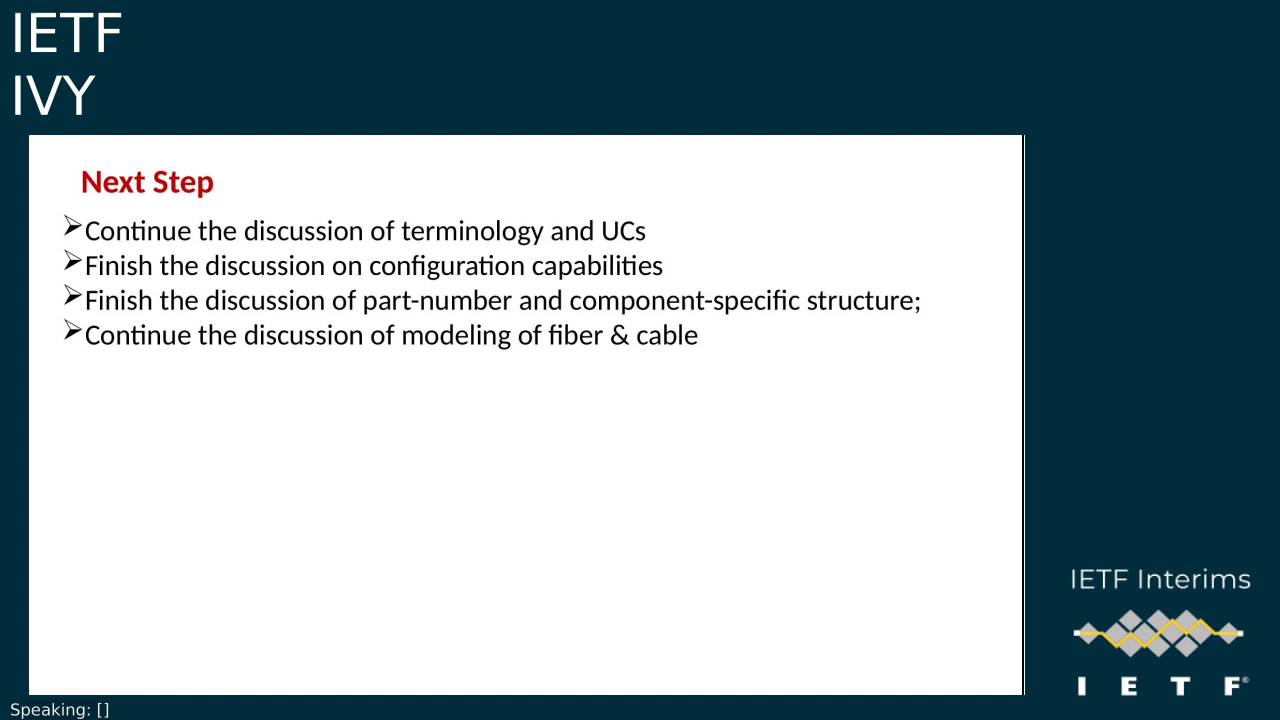 IETF
IVY
Next Step
➢Continue the discussion of terminology and UCs
➢Finish the discussion on configuration capabilities
➢Finish the discussion of part-number and component-specific structure;
➢Continue the discussion of modeling of fiber & cable
IETF Interims
I E T F®
Speaking: []